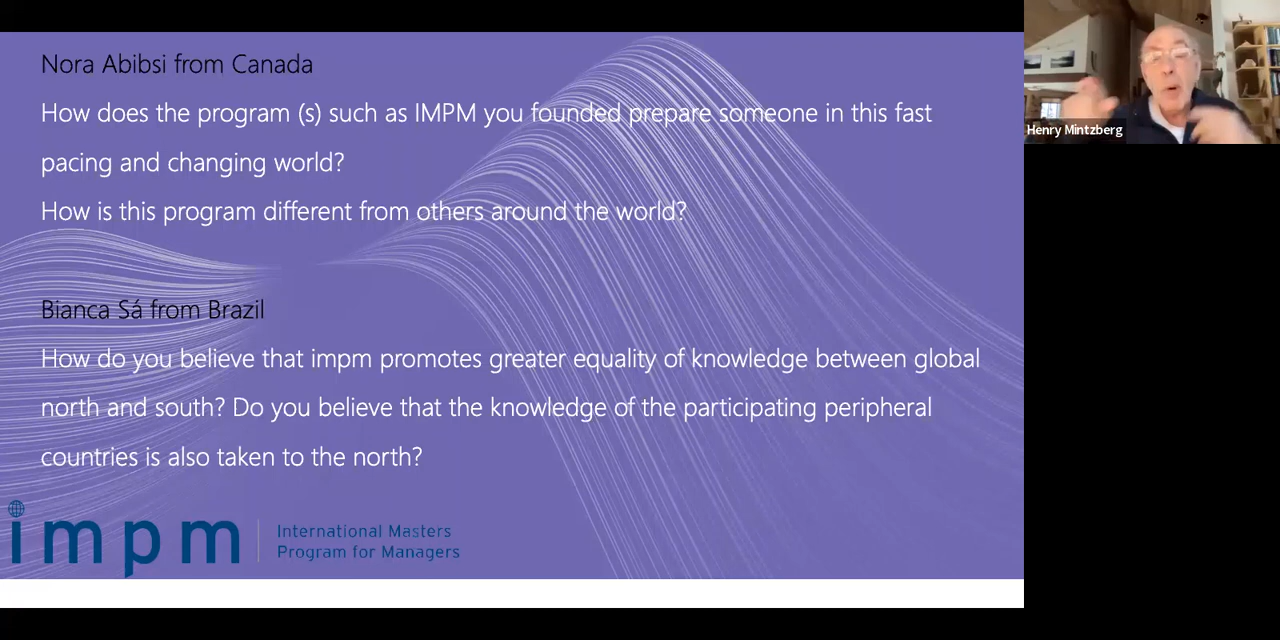 Nora Abibsi from Canada
How does the program (s) such as IMPM you founded prepare someone in this fast
pacing and changing world?
How is this program different from others around the world?
Bianca Sá from Brazil
How do you believe that impm promotes greater equality of knowledge between global
north and south? Do you believe that the knowledge of the participating peripheral
countries is also taken to the north?
impm
International Masters
Program for Managers
Henry Mintzberg